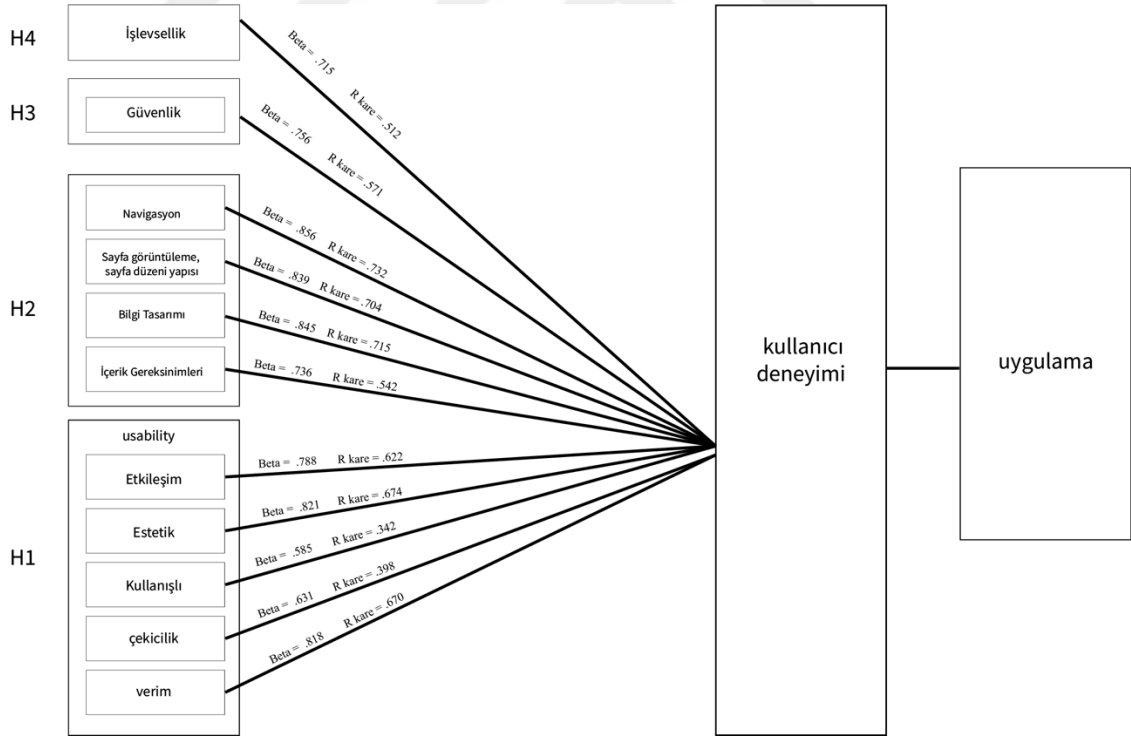 H4
İşlevsellik
Beta = .715 R kare = .512
H3
Güvenlik
Beta = .756 R kare = .571
H2
Navigasyon
Beta = .856 R kare = .732
Sayfa görüntüleme,
sayfa düzeni yapısı
Beta = .839 R kare = .704
Bilgi Tasarımı
Beta = .845 R kare = .715
İçerik Gereksinimleri
Beta = .736 R kare = .542
H1
usability
Etkileşim
Beta = .788 R kare = .622
Estetik
Beta = .821 R kare = .674
Kullanışlı
Beta = .585 R kare = .342
çekicilik
Beta = .631 R kare = .398
verim
Beta = .818 R kare = .670
kullanıcı
deneyimi
uygulama